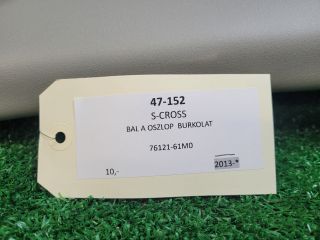 47-152
S-CROSS
BAL A OSZLOP BURKOLAT
76121-61M0
10,-
2013-*